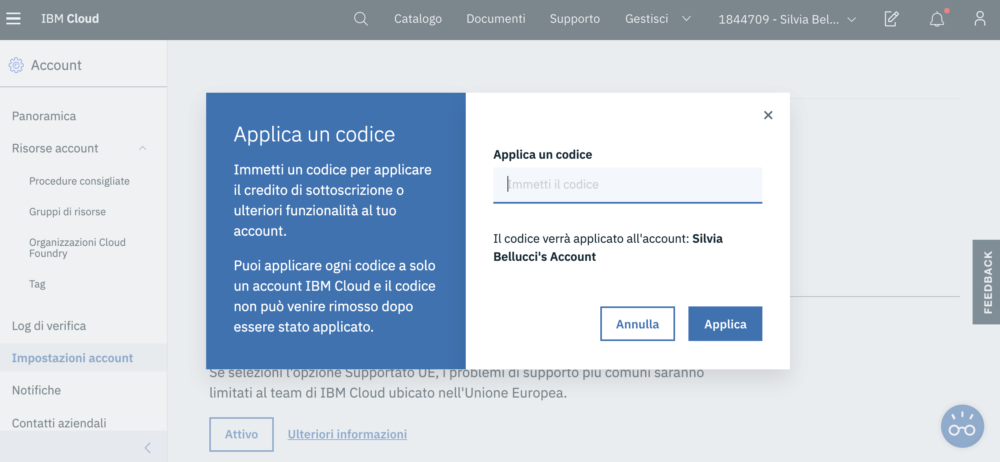 IBM Cloud
Catalogo
Documenti
Supporto
Gestisci
1844709 - Silvia Bel...
Account
Panoramica
Risorse account
Procedure consigliate
Gruppi di risorse
Organizzazioni Cloud
Foundry
Tag
Log di verifica
Impostazioni account
Notifiche
Contatti aziendali
Applica un codice
Immetti un codice per applicare
il credito di sottoscrizione o
ulteriori funzionalità al tuo
account.
Puoi applicare ogni codice a solo
un account IBM Cloud e il codice
non può venire rimosso dopo
essere stato applicato.
Applica un codice
Immetti il codice
Il codice verrà applicato all'account: Silvia
Bellucci's Account
Annulla
Applica
Se selezioni l'opzione Supportato UE, i problemi di supporto più comuni saranno
limitati al team di IBM Cloud ubicato nell'Unione Europea.
Attivo
Ulteriori informazioni
FEEDBACK